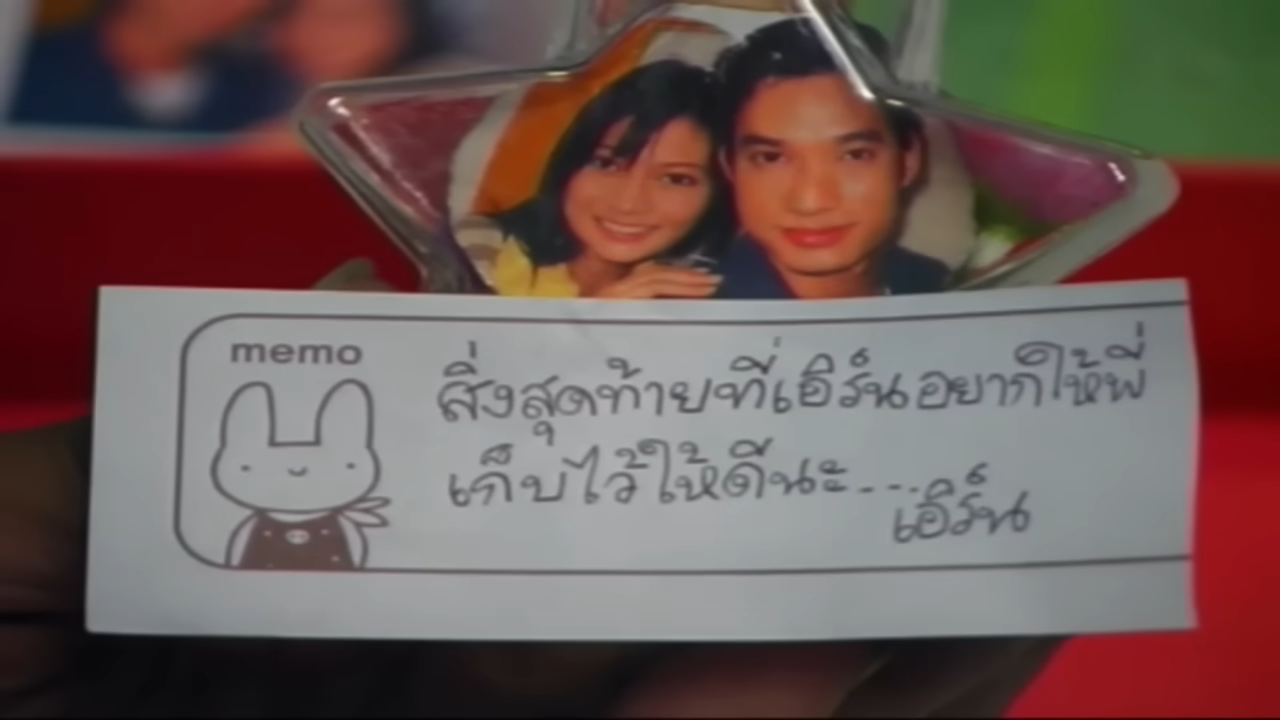 memo
สิ่งสุดท้ายที่เอิร์นอยากให้พี่
เก็บไว้ให้ดีนะ....
เอิร์น